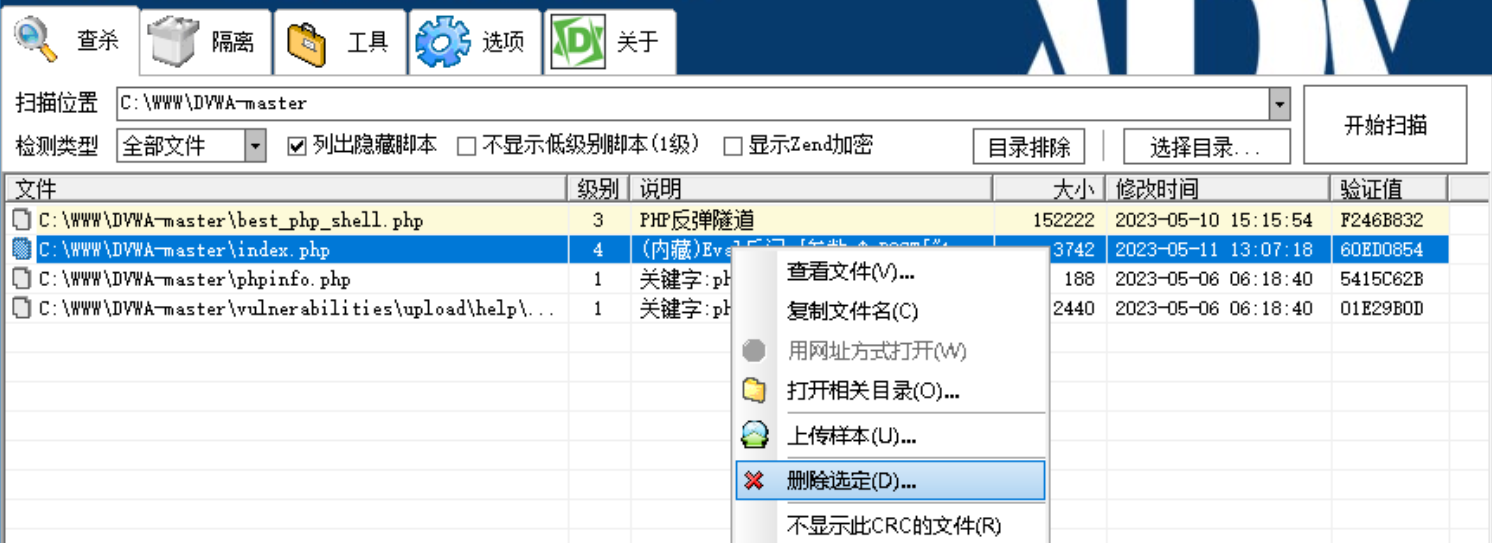 查杀 隔离 工具 选项 D 关于
扫描位置 C:\WWW\DVWA-master
开始扫描
检测类型 全部文件 列出隐藏脚本 不显示低级别脚本(1级) 显示Zend加密 目录排除 选择目录...
文件 级别 说明 大小 修改时间 验证值
C:\WWW\DVWA-master\best_php_shell.php 3 PHP反弹隧道 152222 2023-05-10 15:15:54 F246B832
C:\WWW\DVWA-master\index.php 4 (内藏)Eval后门 3742 2023-05-11 13:07:18 60ED0854
C:\WWW\DVWA-master\phpinfo.php 1 关键字:ph 188 2023-05-06 06:18:40 5415C62B
C:\WWW\DVWA-master\vulnerabilities\upload\help\... 1 关键字:ph 2440 2023-05-06 06:18:40 01E29B0D
查看文件(V)...
复制文件名(C)
用网址方式打开(W)
打开相关目录(O)...
上传样本(U)...
删除选定(D)...
不显示此CRC的文件(R)